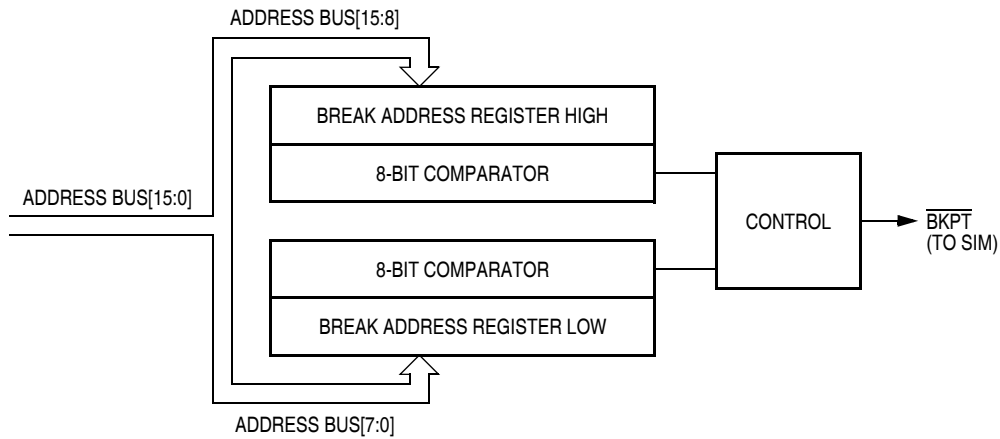 ADDRESS BUS[15:8]
BREAK ADDRESS REGISTER HIGH
8-BIT COMPARATOR
ADDRESS BUS[15:0]
CONTROL
BKPT
(TO SIM)
8-BIT COMPARATOR
BREAK ADDRESS REGISTER LOW
ADDRESS BUS[7:0]